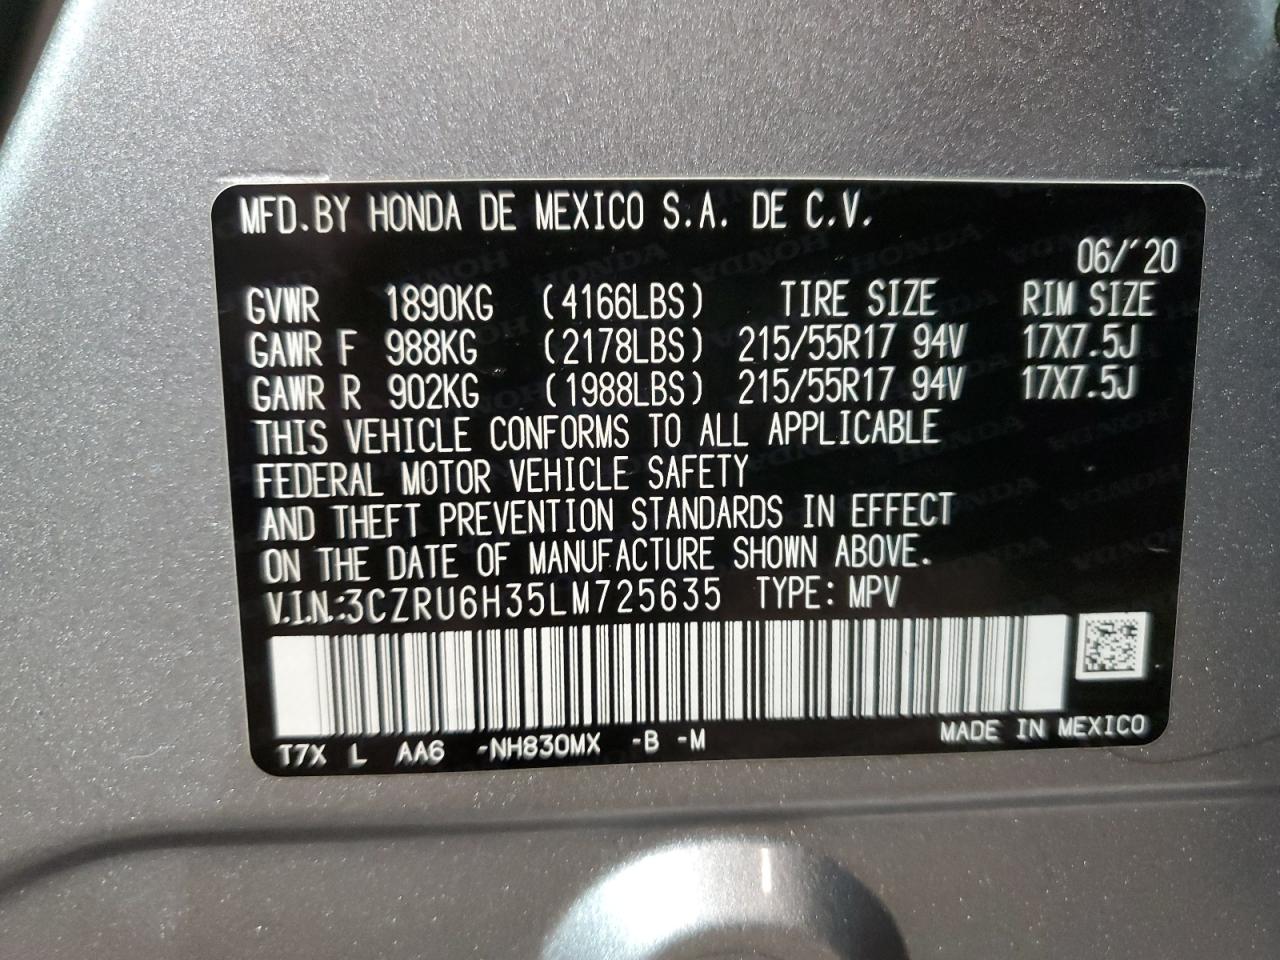 MFD.BY HONDA DE MEXICO S.A. DE C.V.
06/'20
GVWR 1890KG (4166LBS) TIRE SIZE RIM SIZE
GAWR F 988KG (2178LBS) 215/55R17 94V 17X7.5J
GAWR R 902KG (1988LBS) 215/55R17 94V 17X7.5J
THIS VEHICLE CONFORMS TO ALL APPLICABLE
FEDERAL MOTOR VEHICLE SAFETY
AND THEFT PREVENTION STANDARDS IN EFFECT
ON THE DATE OF MANUFACTURE SHOWN ABOVE.
V.I.N.:3CZRU6H35LM725635 TYPE: MPV
T7X L AA6 -NH830MX -B -M MADE IN MEXICO